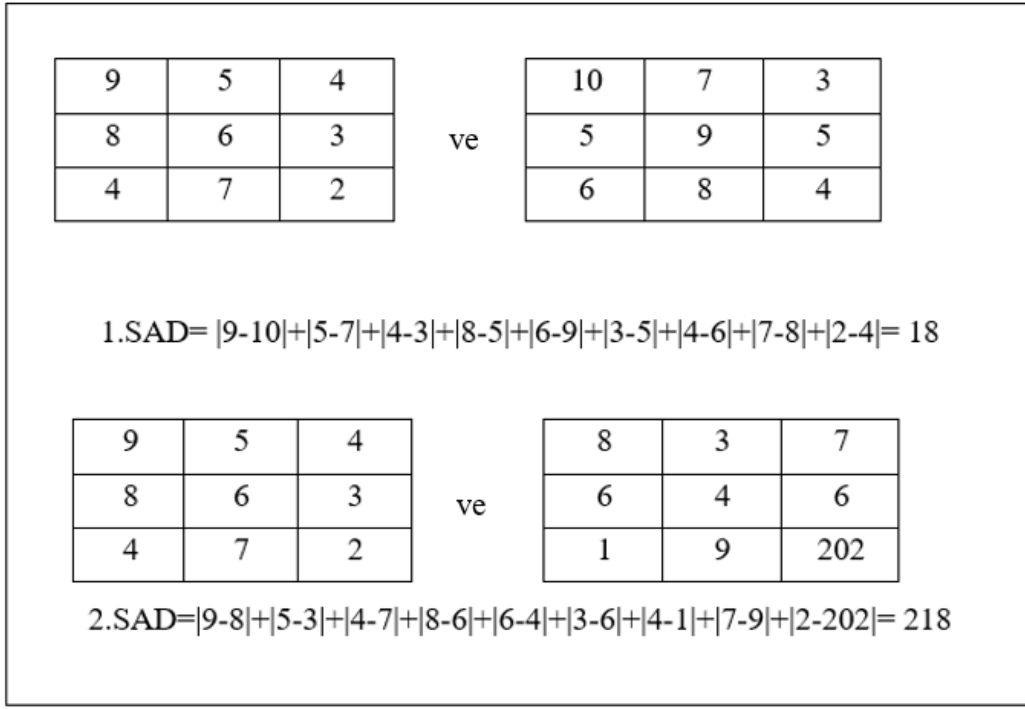 9 5 4 10 7 3
8 6 3 ve 5 9 5
4 7 2 6 8 4
1.SAD= |9-10|+|5-7|+|4-3|+|8-5|+|6-9|+|3-5|+|4-6|+|7-8|+|2-4|= 18
9 5 4 8 3 7
8 6 3 ve 6 4 6
4 7 2 1 9 202
2.SAD=|9-8|+|5-3|+|4-7|+|8-6|+|6-4|+|3-6|+|4-1|+|7-9|+|2-202|= 218